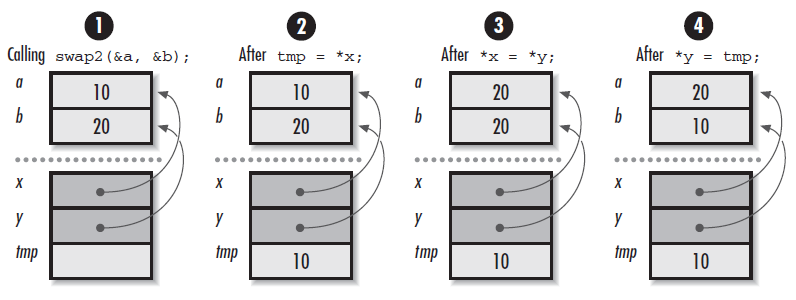 1 2 3 4
Calling swap2(&a, &b); After tmp = *x; After *x = *y; After *y = tmp;
a 10 a 10 a 20 a 20
b 20 b 20 b 20 b 10
x x x x
y y y y
tmp tmp 10 tmp 10 tmp 10